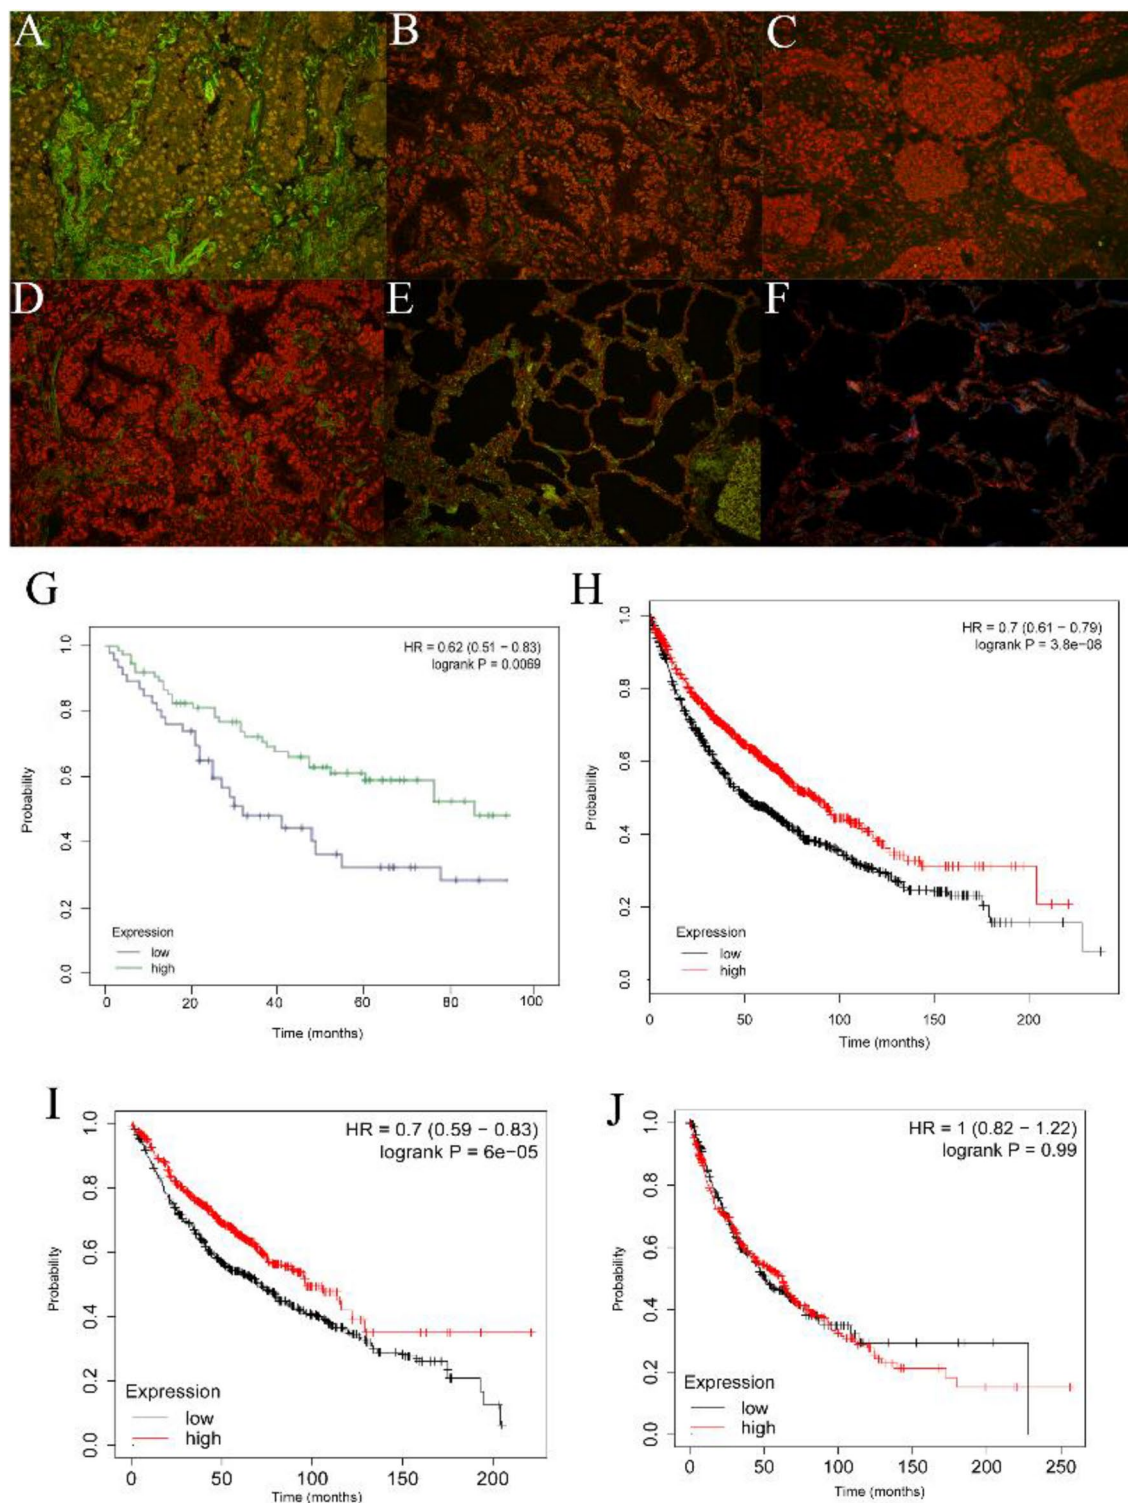 A
B
C
D
E
F
G
HR = 0.62 (0.51 − 0.83)
logrank P = 0.0069
Probability
1.0
0.8
0.6
0.4
0.2
0.0
Expression
low
high
0
20
40
60
80
100
Time (months)
H
HR = 0.7 (0.61 − 0.79)
logrank P = 3.8e−08
Probability
1.0
0.8
0.6
0.4
0.2
0.0
Expression
low
high
0
50
100
150
200
Time (months)
I
HR = 0.7 (0.59 − 0.83)
logrank P = 6e−05
Probability
1.0
0.8
0.6
0.4
0.2
0.0
Expression
low
high
0
50
100
150
200
Time (months)
J
HR = 1 (0.82 − 1.22)
logrank P = 0.99
Probability
1.0
0.8
0.6
0.4
0.2
0.0
Expression
low
high
0
50
100
150
200
250
Time (months)